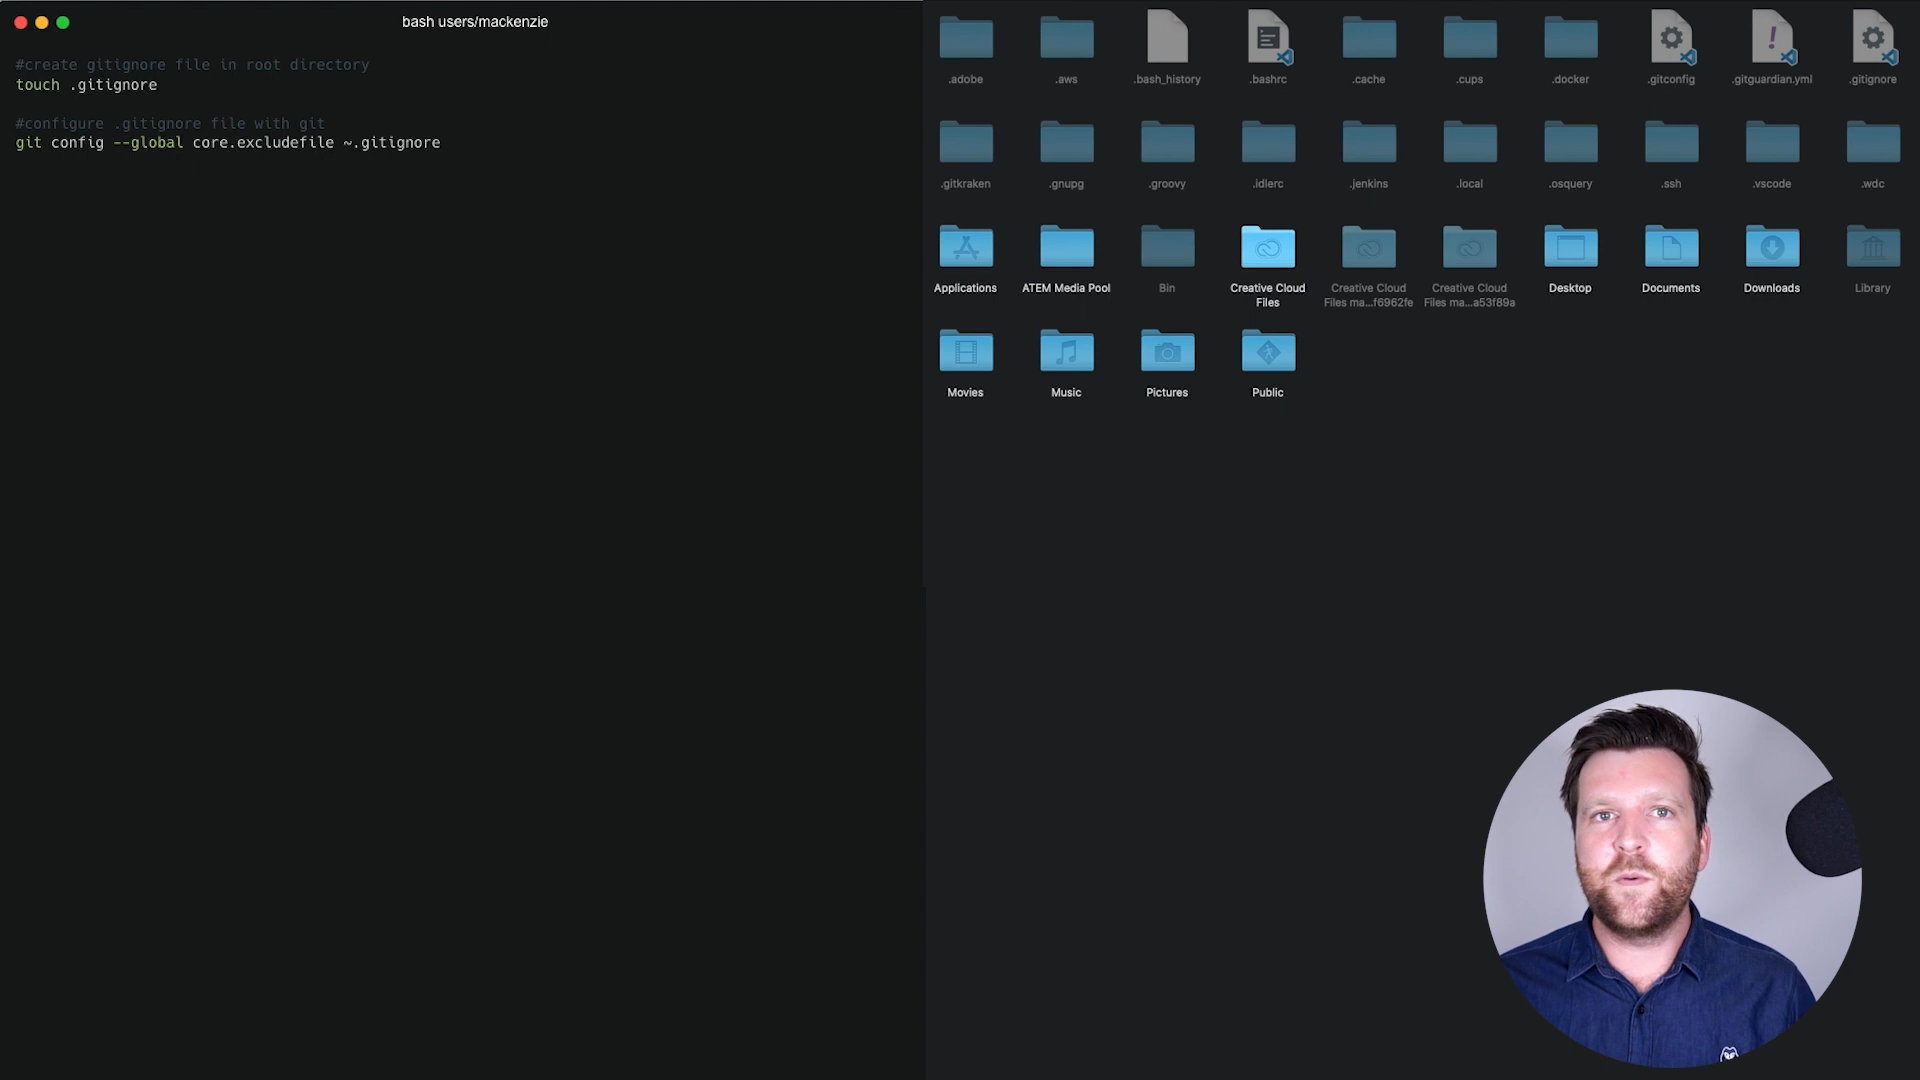 bash users/mackenzie
#create gitignore file in root directory
touch .gitignore
#configure .gitignore file with git
git config --global core.excludefile ~.gitignore
.adobe
.aws
.bash_history
.bashrc
.cache
.cups
.docker
.gitconfig
.gitguardian.yml
.gitignore
.gitkraken
.gnupg
.groovy
.idlerc
.jenkins
.local
.osquery
.ssh
.vscode
.wdc
Applications
ATEM Media Pool
Bin
Creative Cloud
Files
Creative Cloud
Files ma...f6962fe
Creative Cloud
Files ma...a53f89a
Desktop
Documents
Downloads
Library
Movies
Music
Pictures
Public